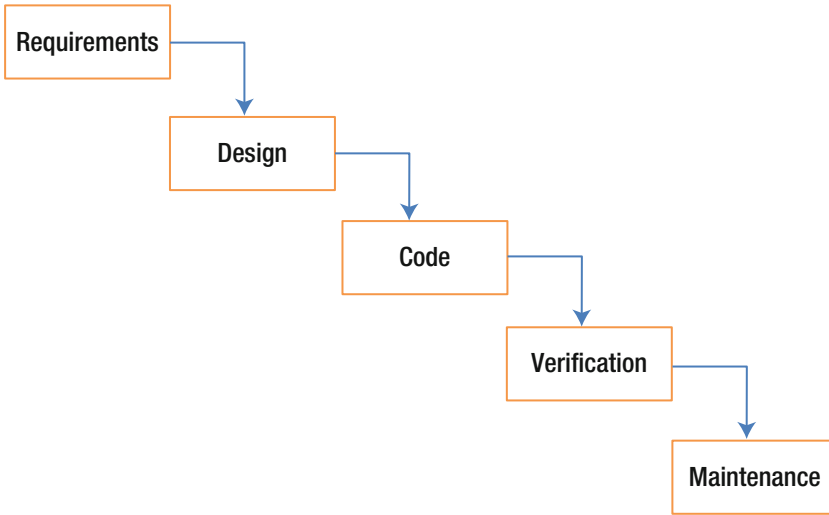 Requirements
Design
Code
Verification
Maintenance